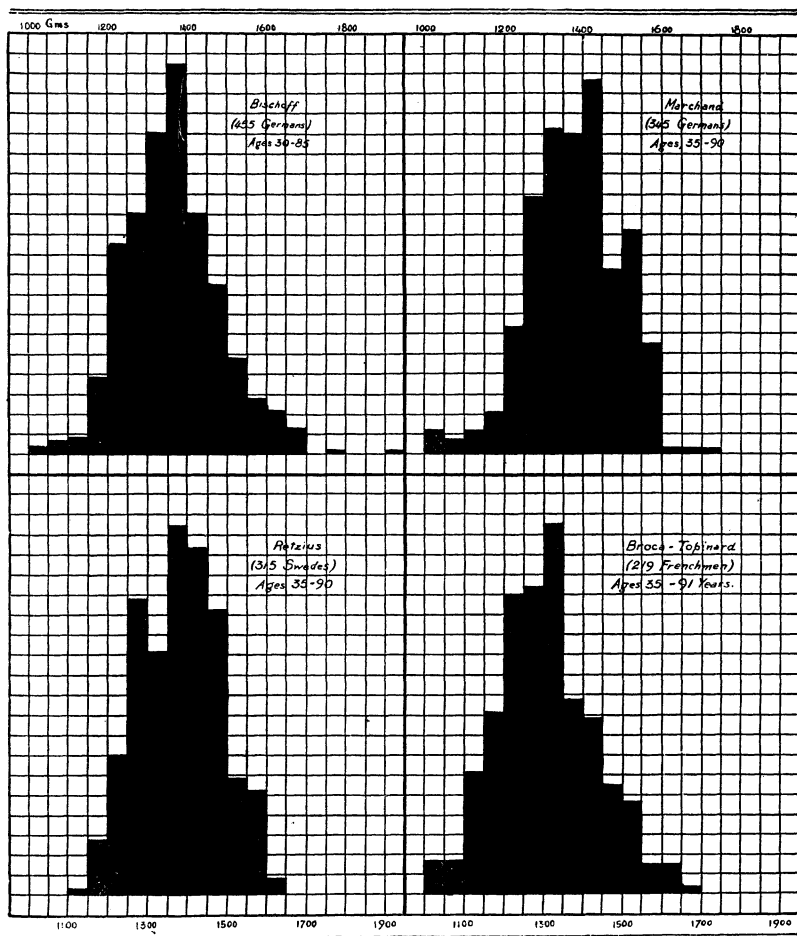 1000 Gms 1200 1400 1600 1800 1000 1200 1400 1600 1800
Bischoff
(455 Germans)
Ages 30-85
Marchand
(345 Germans)
Ages, 35-90
Retzius
(315 Swedes)
Ages 35-90
Broca-Topinard
(219 Frenchmen)
Ages 35-91 Years.
1100 1300 1500 1700 1900 1100 1300 1500 1700 1900